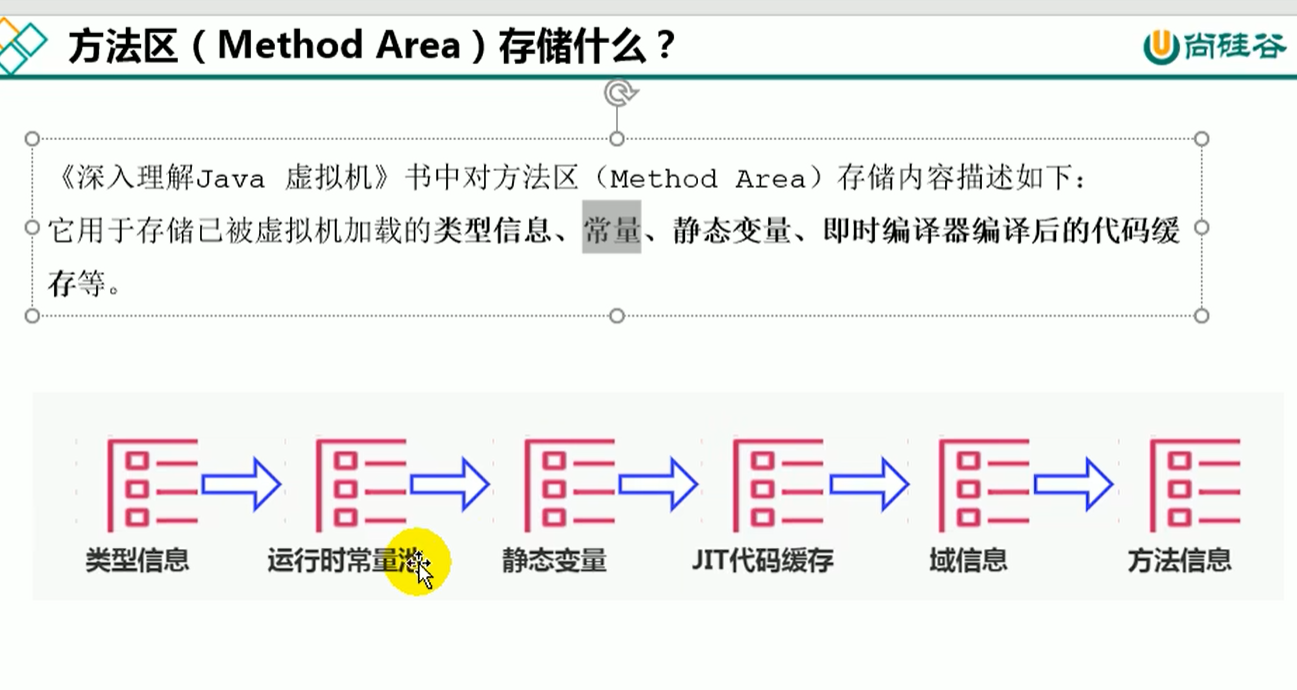 方法区（Method Area）存储什么？
尚硅谷
《深入理解Java 虚拟机》书中对方法区（Method Area）存储内容描述如下：
它用于存储已被虚拟机加载的类型信息、常量、静态变量、即时编译器编译后的代码缓
存等。
类型信息
运行时常量池
静态变量
JIT代码缓存
域信息
方法信息